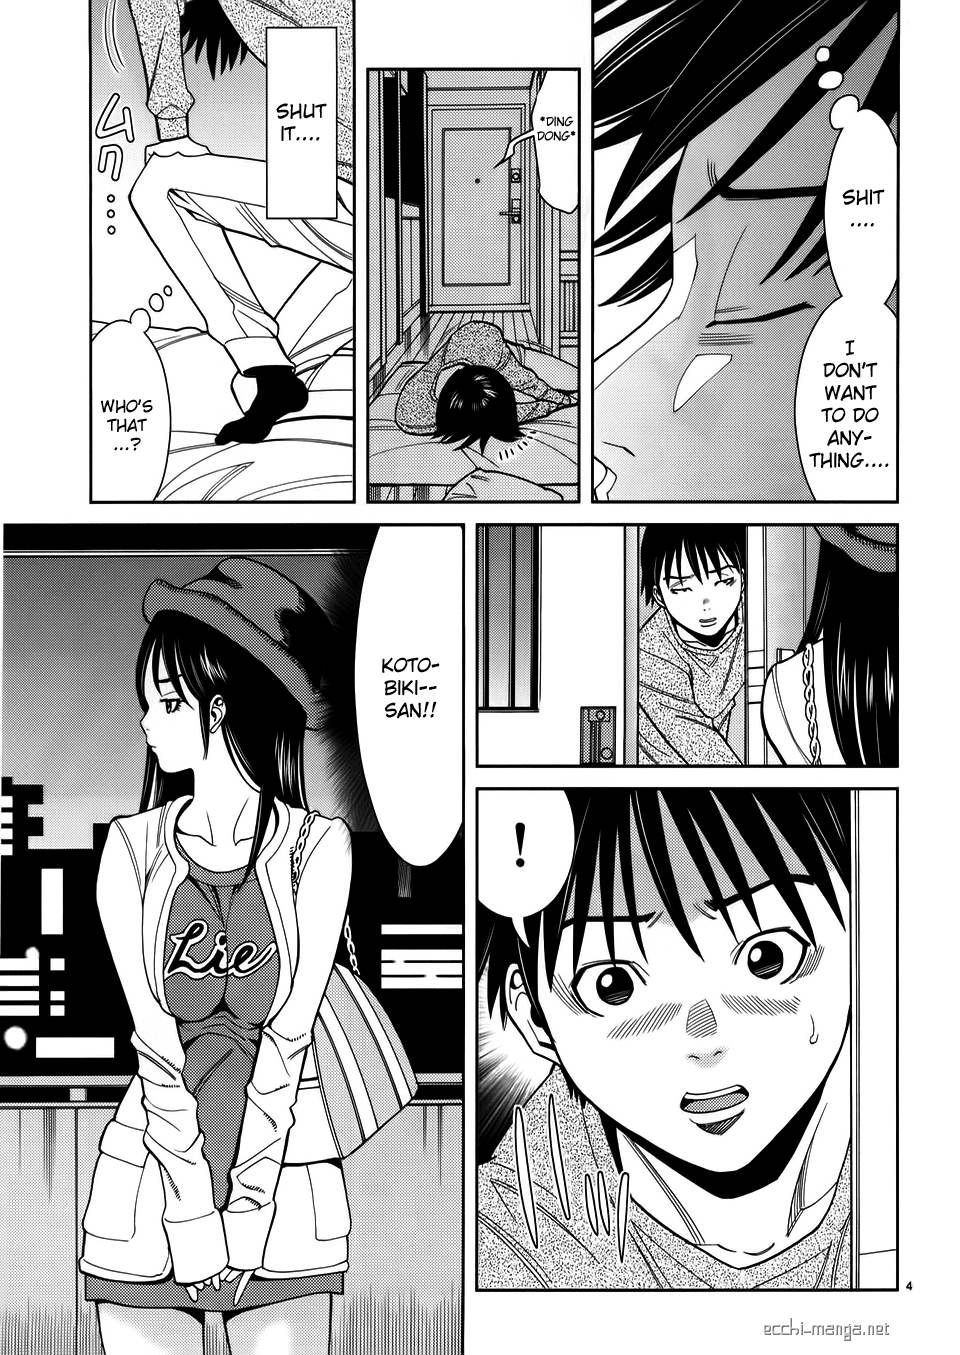 SHIT
....
I
DON'T
WANT
TO DO
ANY-
THING....
*DING
DONG*
SHUT
IT....
ムク
...
WHO'S
THAT
...?
!
KOTO-
BIKI--
SAN!!
Lie
4
ecchi-manga.net